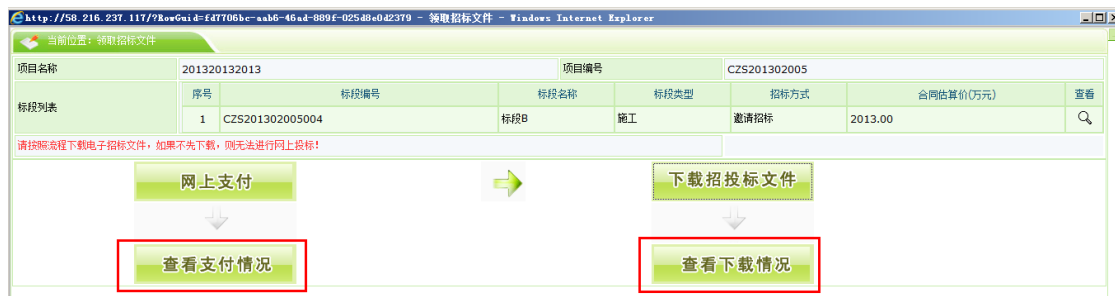 http://58.216.237.117/?RowGuid=fd7706bc-aab6-46ad-889f-025d8e0d2379 - 领取招标文件 - Windows Internet Explorer
当前位置：领取招标文件
项目名称 201320132013 项目编号 CZS201302005
标段列表
序号 标段编号 标段名称 标段类型 招标方式 合同估算价(万元) 查看
1 CZS201302005004 标段B 施工 邀请招标 2013.00
请按照流程下载电子招标文件，如果不先下载，则无法进行网上投标！
网上支付 下载招投标文件
查看支付情况 查看下载情况